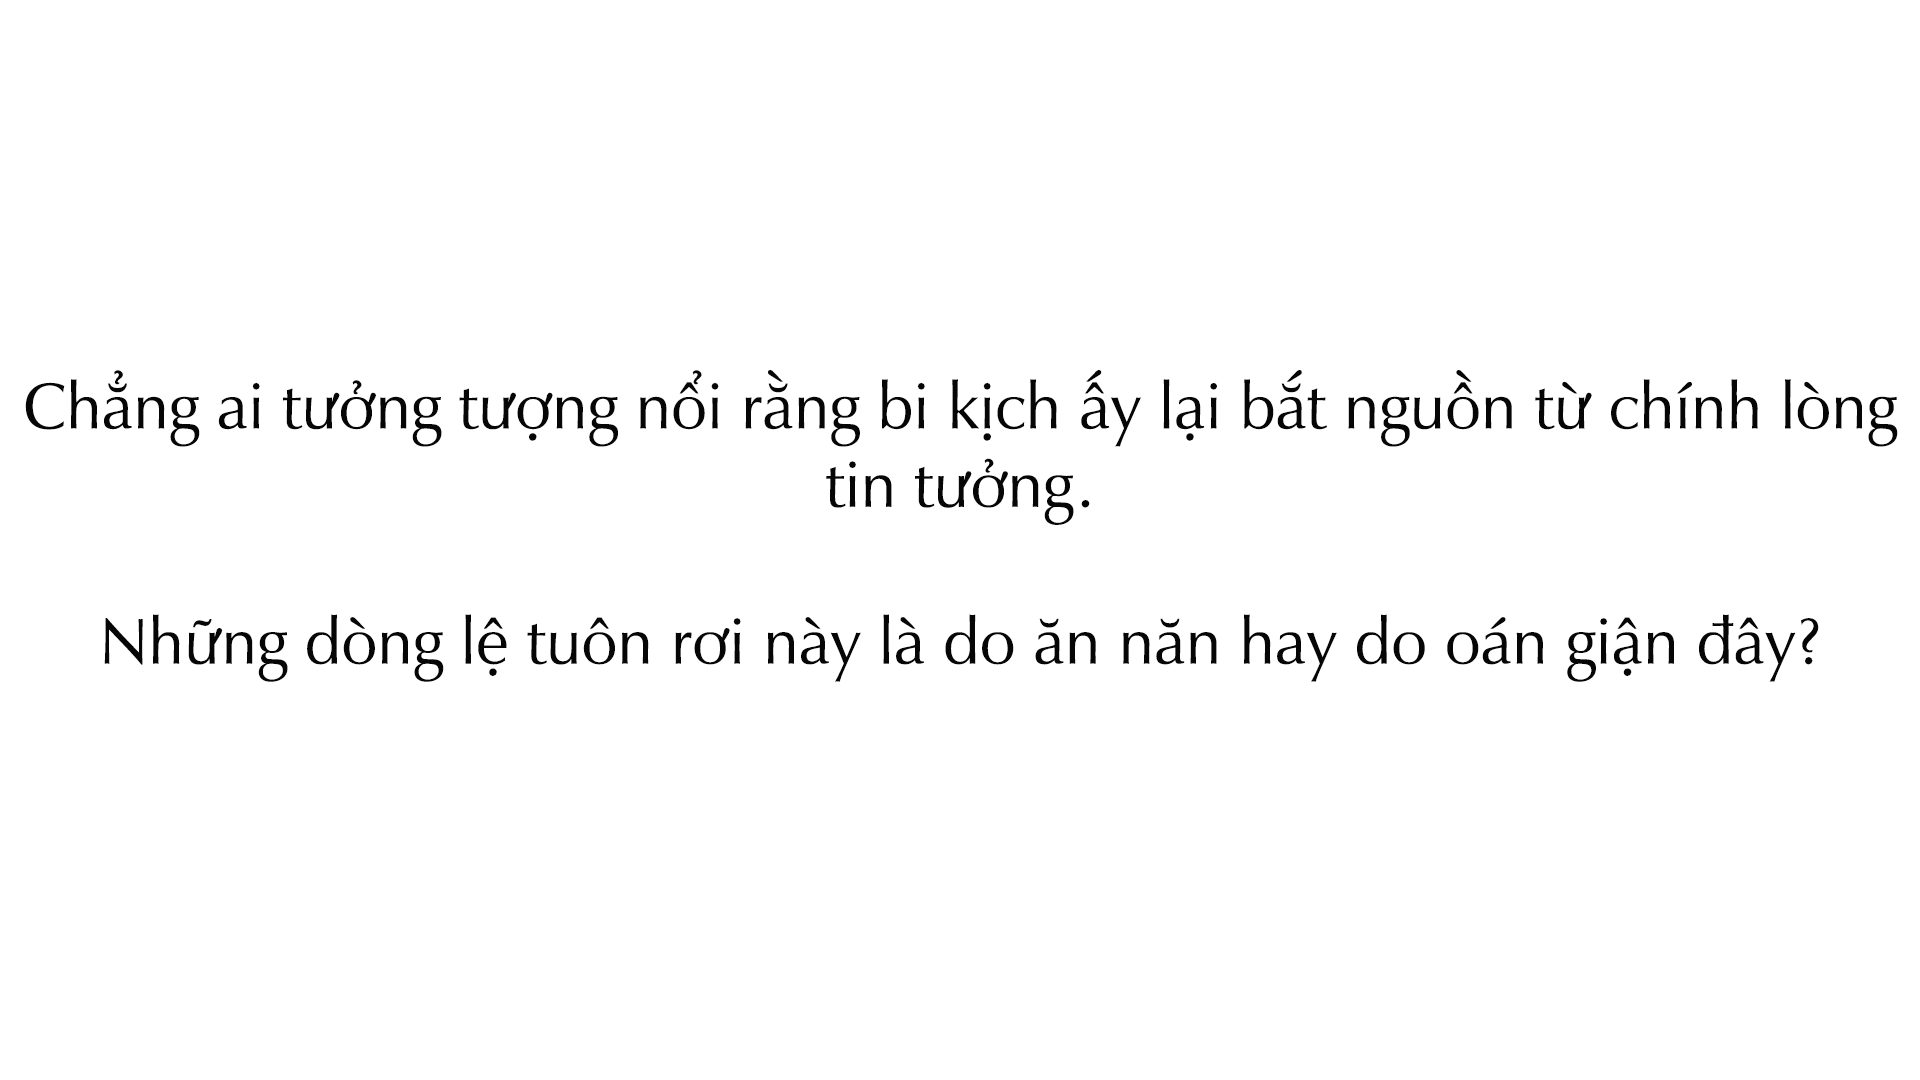 Chẳng ai tưởng tượng nổi rằng bi kịch ấy lại bắt nguồn từ chính lòng
tin tưởng.
Những dòng lệ tuôn rơi này là do ăn năn hay do oán giận đây?